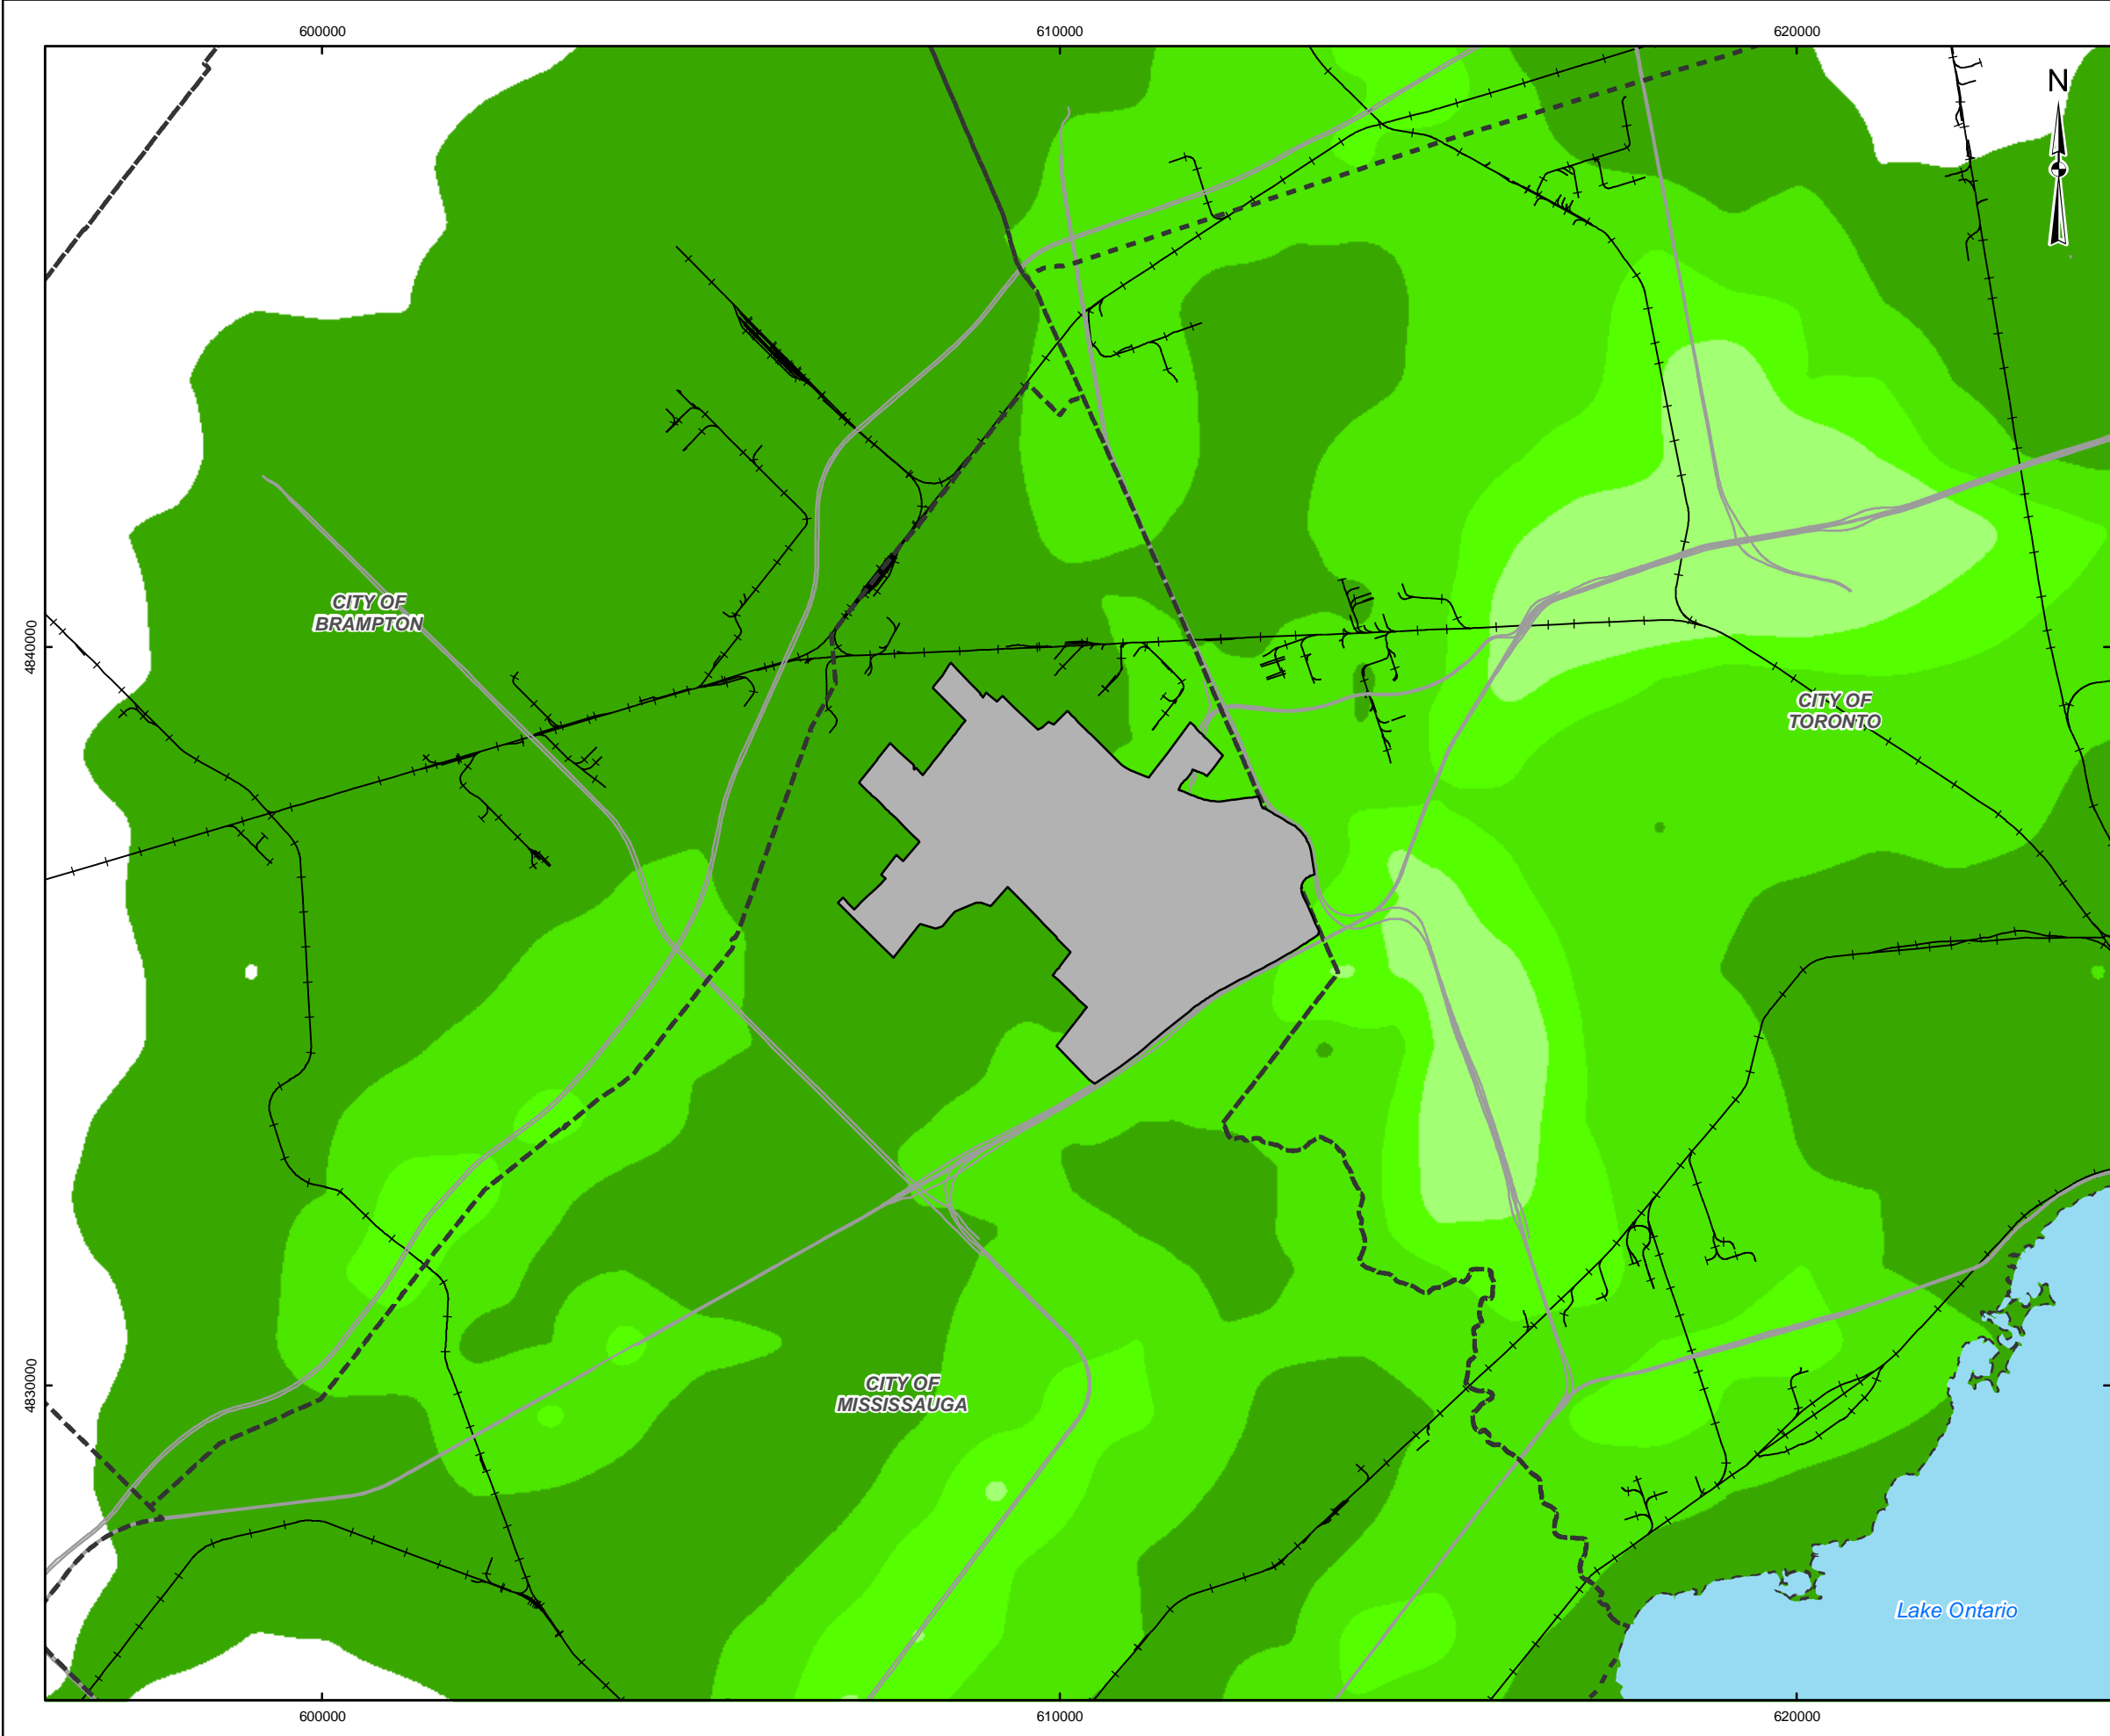 600000
610000
620000
N
4840000
CITY OF
BRAMPTON
CITY OF
TORONTO
4830000
CITY OF
MISSISSAUGA
Lake Ontario
600000
610000
620000